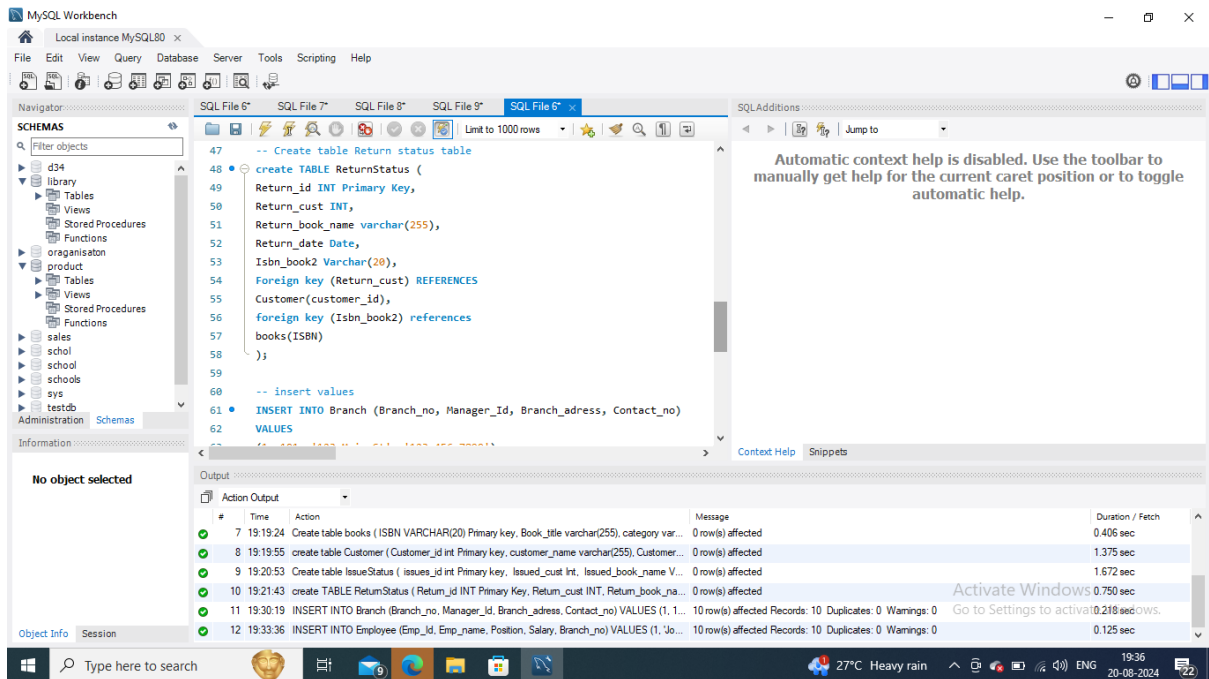 MySQL Workbench
Local instance MySQL80
File Edit View Query Database Server Tools Scripting Help
Navigator
SCHEMAS
Filter objects
d34
library
Tables
Views
Stored Procedures
Functions
oraganisaton
product
Tables
Views
Stored Procedures
Functions
sales
schol
school
schools
sys
testdb
Administration Schemas
Information
No object selected
Object Info Session
SQL File 6* SQL File 7* SQL File 8* SQL File 9* SQL File 6*
Limit to 1000 rows
47 -- Create table Return status table
48 create TABLE ReturnStatus (
49 Return_id INT Primary Key,
50 Return_cust INT,
51 Return_book_name varchar(255),
52 Return_date Date,
53 Isbn_book2 Varchar(20),
54 Foreign key (Return_cust) REFERENCES
55 Customer(customer_id),
56 foreign key (Isbn_book2) references
57 books(ISBN)
58 );
59
60 -- insert values
61 INSERT INTO Branch (Branch_no, Manager_Id, Branch_adress, Contact_no)
62 VALUES
SQLAdditions
Jump to
Automatic context help is disabled. Use the toolbar to
manually get help for the current caret position or to toggle
automatic help.
Context Help Snippets
Output
Action Output
# Time Action Message Duration / Fetch
7 19:19:24 Create table books ( ISBN VARCHAR(20) Primary key, Book_title varchar(255), category var... 0 row(s) affected 0.406 sec
8 19:19:55 create table Customer ( Customer_id int Primary key, customer_name varchar(255), Customer... 0 row(s) affected 1.375 sec
9 19:20:53 Create table IssueStatus ( issues_id int Primary key, Issued_cust Int, Issued_book_name V... 0 row(s) affected 1.672 sec
10 19:21:43 create TABLE ReturnStatus ( Return_id INT Primary Key, Return_cust INT, Return_book_na... 0 row(s) affected 0.750 sec
11 19:30:19 INSERT INTO Branch (Branch_no, Manager_Id, Branch_adress, Contact_no) VALUES (1, 1... 10 row(s) affected Records: 10 Duplicates: 0 Warnings: 0
12 19:33:36 INSERT INTO Employee (Emp_Id, Emp_name, Position, Salary, Branch_no) VALUES (1, 'Jo... 10 row(s) affected Records: 10 Duplicates: 0 Warnings: 0 0.125 sec
Activate Windows
Go to Settings to activate Windows.
Type here to search
9
27°C Heavy rain
ENG
19:36
20-08-2024
22